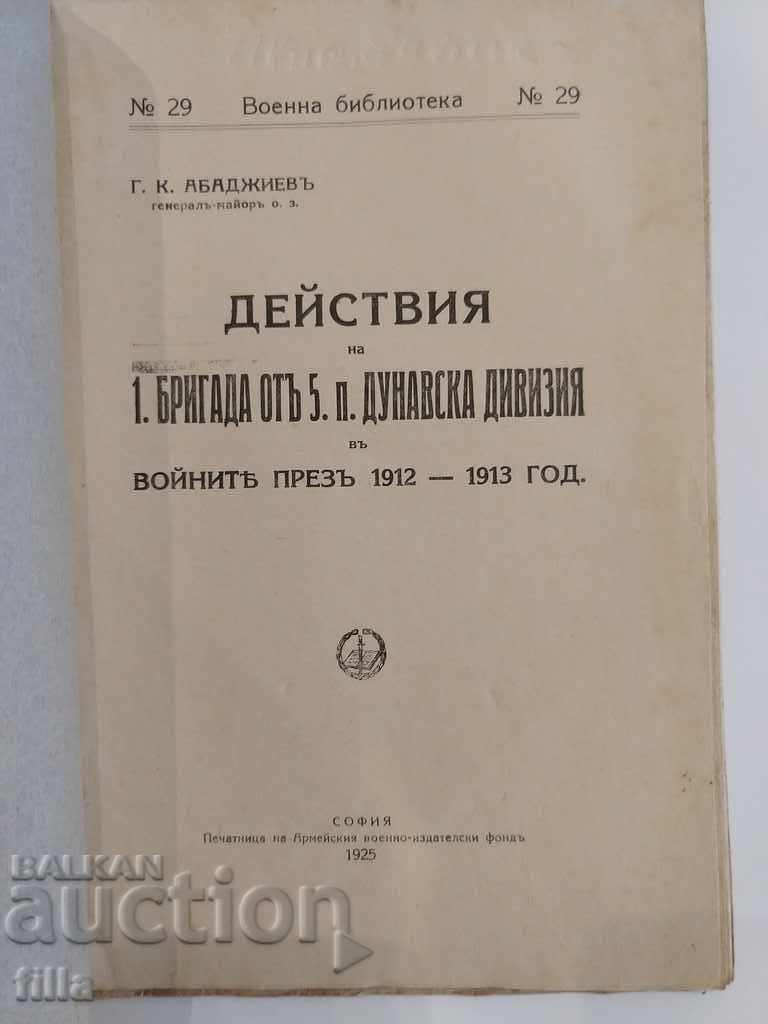 № 29 Военна библиотека № 29
Г. К. АБАДЖИЕВЪ
генералъ-майоръ о. з.
ДЕЙСТВИЯ
на
1. БРИГАДА ОТЪ 5. п. ДУНАВСКА ДИВИЗИЯ
въ
ВОЙНИТѢ ПРЕЗЪ 1912 — 1913 ГОД.
СОФИЯ
Печатница на Армейския военно-издателски фондъ
1925
BALKAN
auction
filla